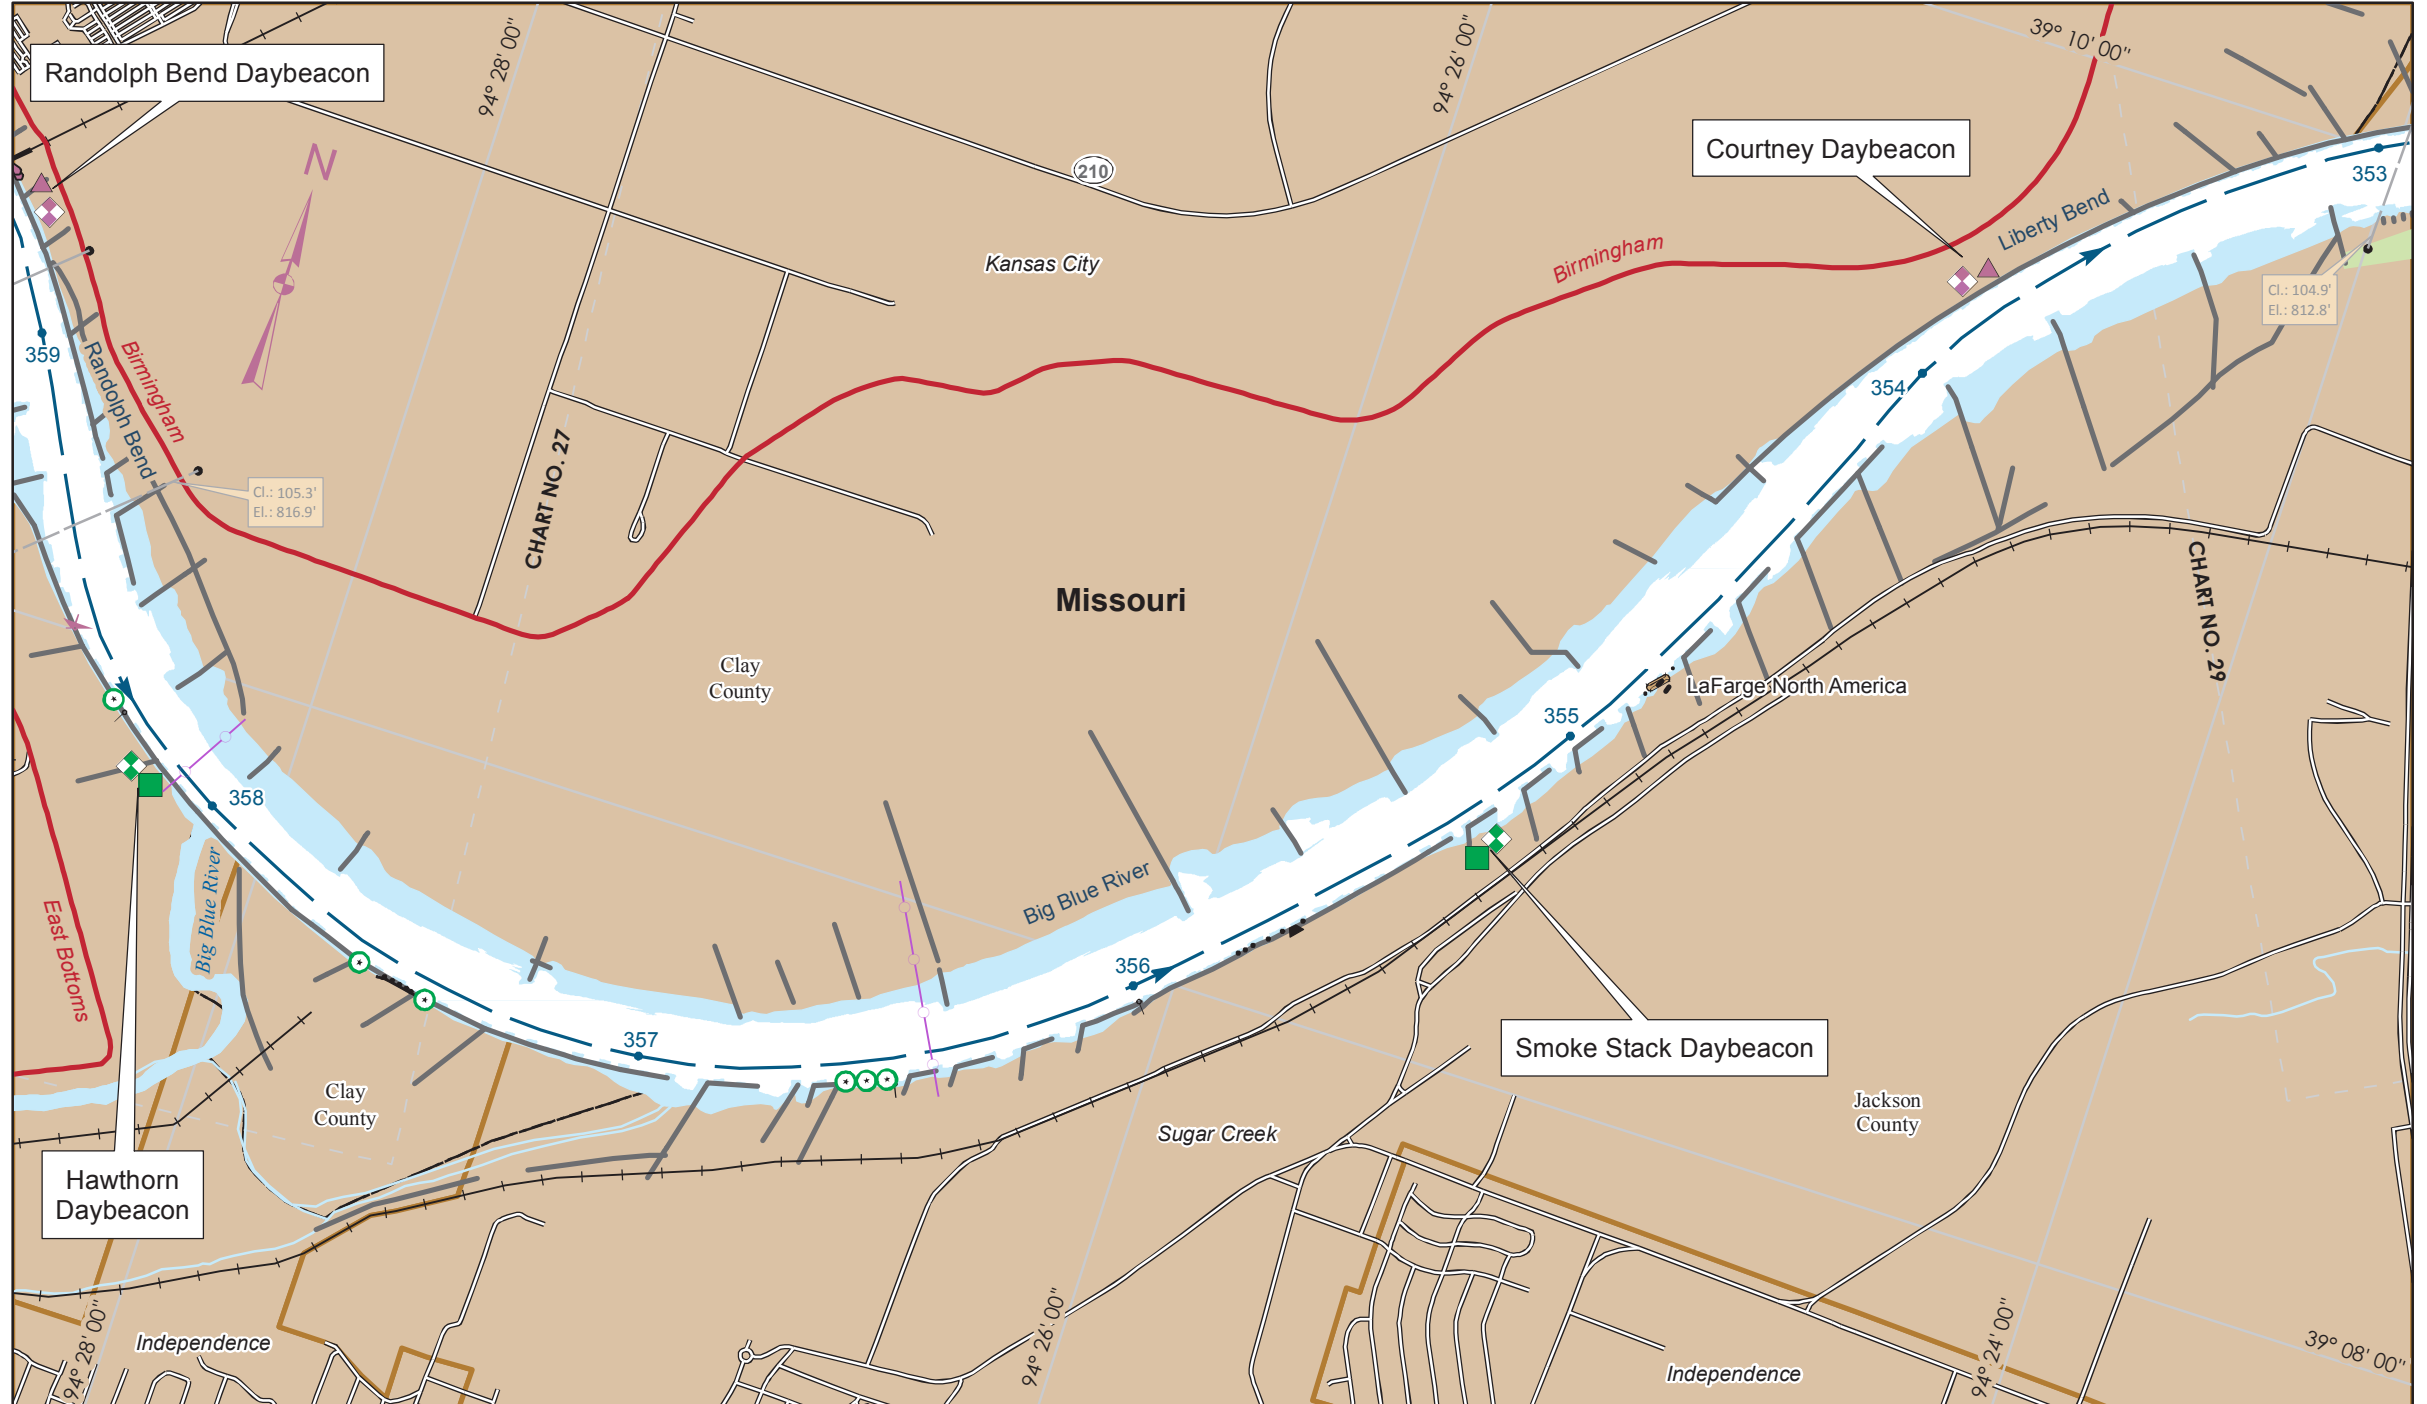 Randolph Bend Daybeacon
94° 28' 00"
94° 26' 00"
39° 10' 00"
Courtney Daybeacon
N
210
353
Liberty Bend
Kansas City
Birmingham
Cl.: 104.9'
El.: 812.8'
359
Birmingham
Randolph Bend
354
CHART NO. 27
Cl.: 105.3'
El.: 816.9'
Missouri
CHART NO. 29
Clay
County
LaFarge North America
355
358
Big Blue River
Big Blue River
East Bottoms
356
357
Smoke Stack Daybeacon
Clay
County
Jackson
County
Sugar Creek
Hawthorn
Daybeacon
94° 28' 00"
Independence
94° 26' 00"
Independence
94° 24' 00"
39° 08' 00"